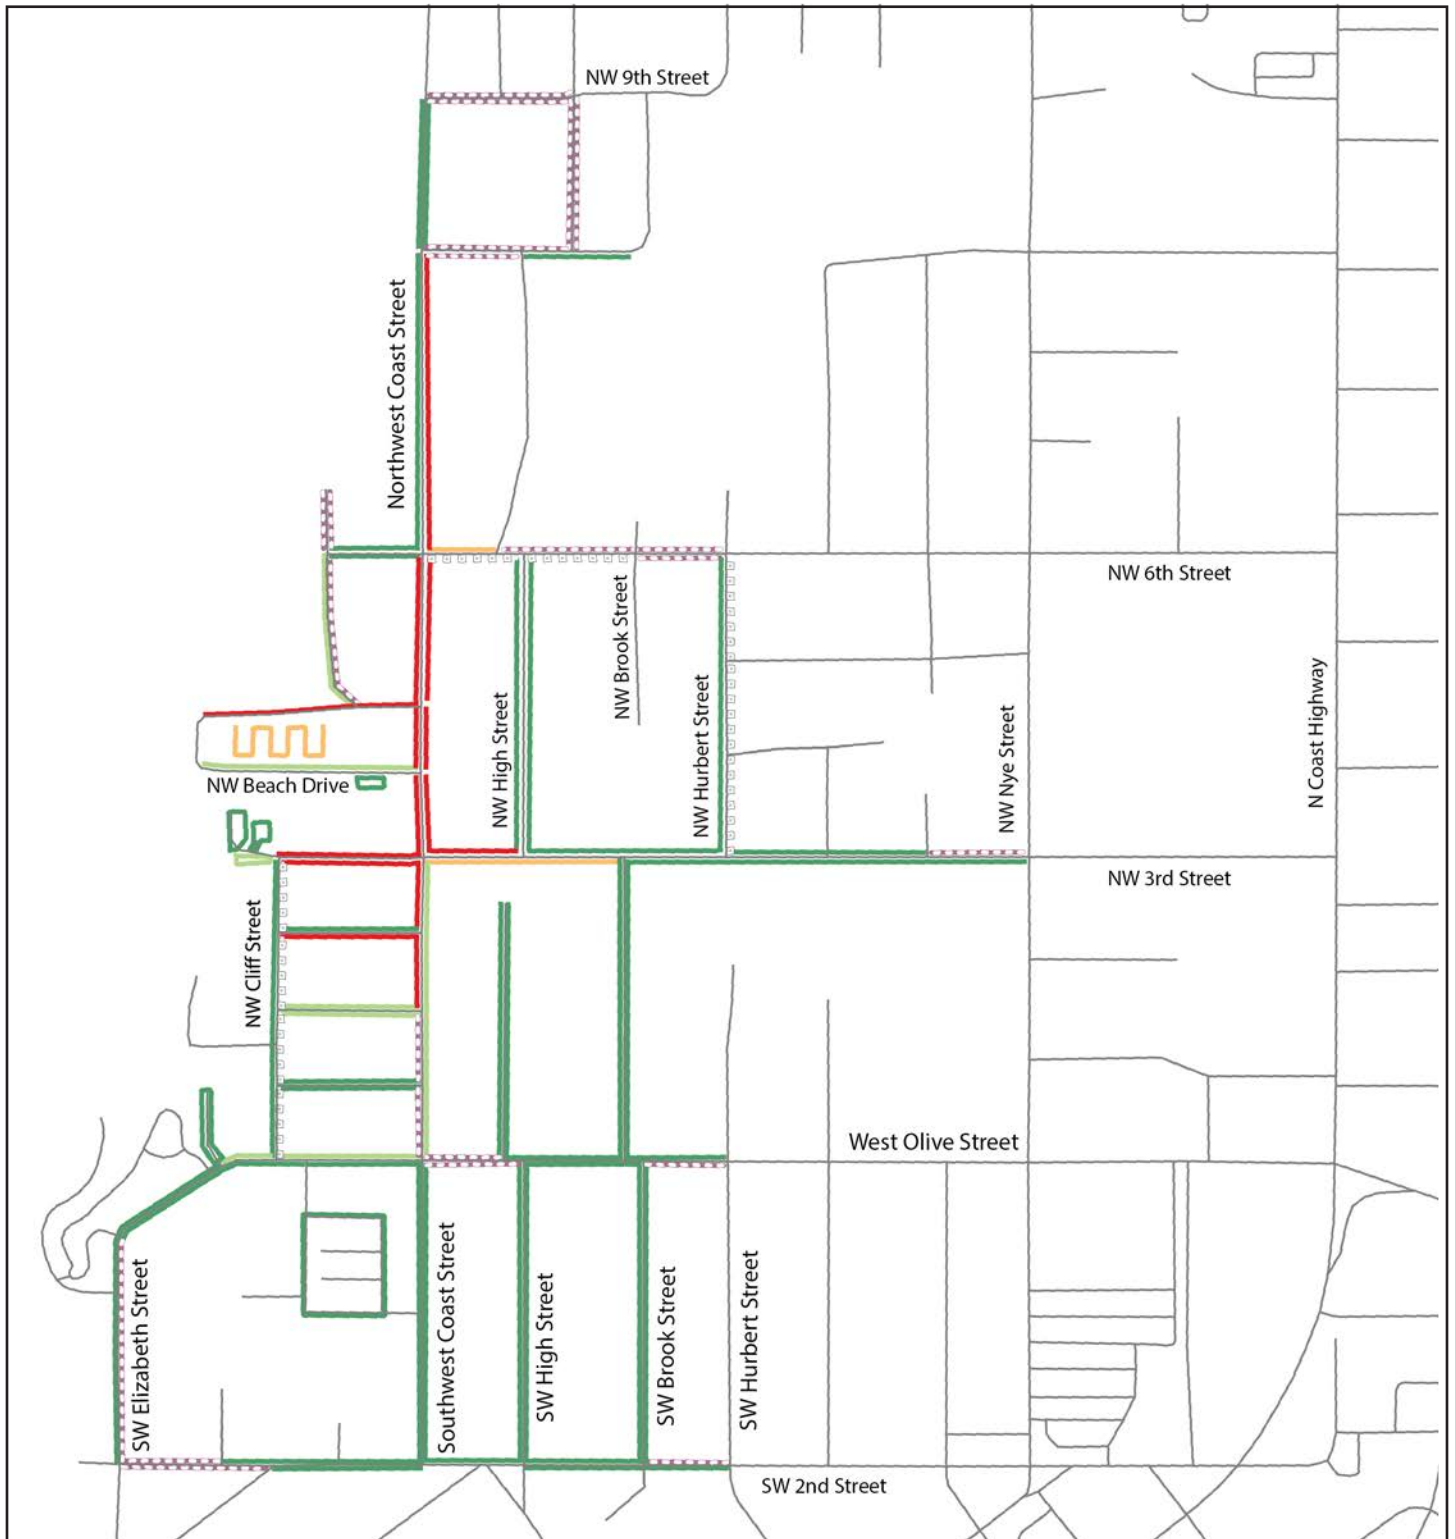 NW 9th Street
Northwest Coast Street
NW 6th Street
NW Brook Street
NW High Street
NW Hurbert Street
NW Nye Street
N Coast Highway
NW Beach Drive
NW 3rd Street
NW Cliff Street
West Olive Street
SW Elizabeth Street
Southwest Coast Street
SW High Street
SW Brook Street
SW Hurbert Street
SW 2nd Street